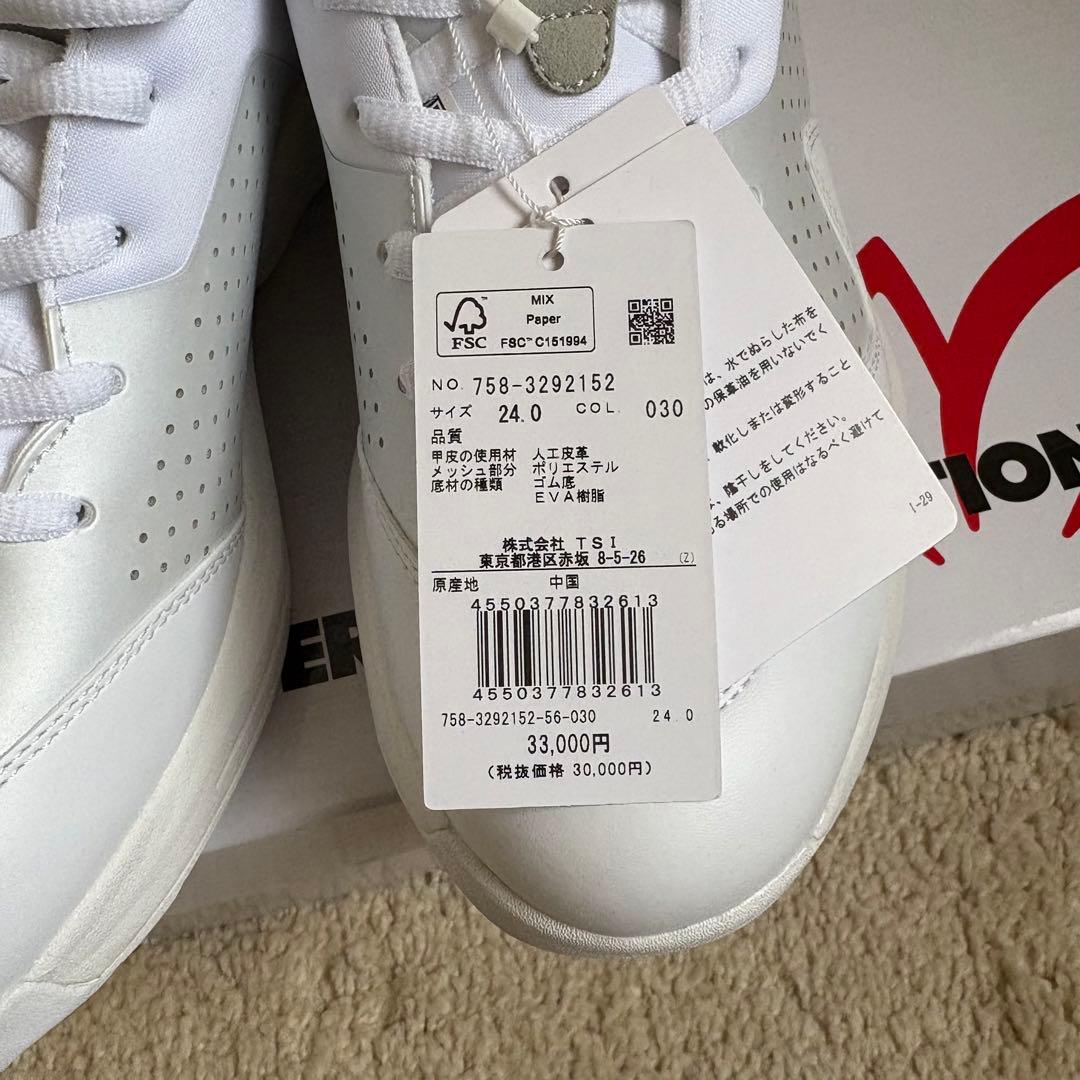 MIX
Paper
FSC™
FSC™ C151994
NO. 758-3292152
サイズ 24.0 COL. 030
品質
甲皮の使用材 人工皮革
メッシュ部分 ポリエステル
底材の種類 ゴム底
EVA樹脂
株式会社 TSI
東京都港区赤坂 8-5-26 (Z)
原産地 中国
4550377832613
4550377832613
758-3292152-56-030 24.0
33,000円
(税抜価格 30,000円)
は、水でぬらした布を
の保革油を用いないでく
軟化しまたは変形すること
、陰干しをしてください。
る場所での使用はなるべく避けて
I-29
TION
ER